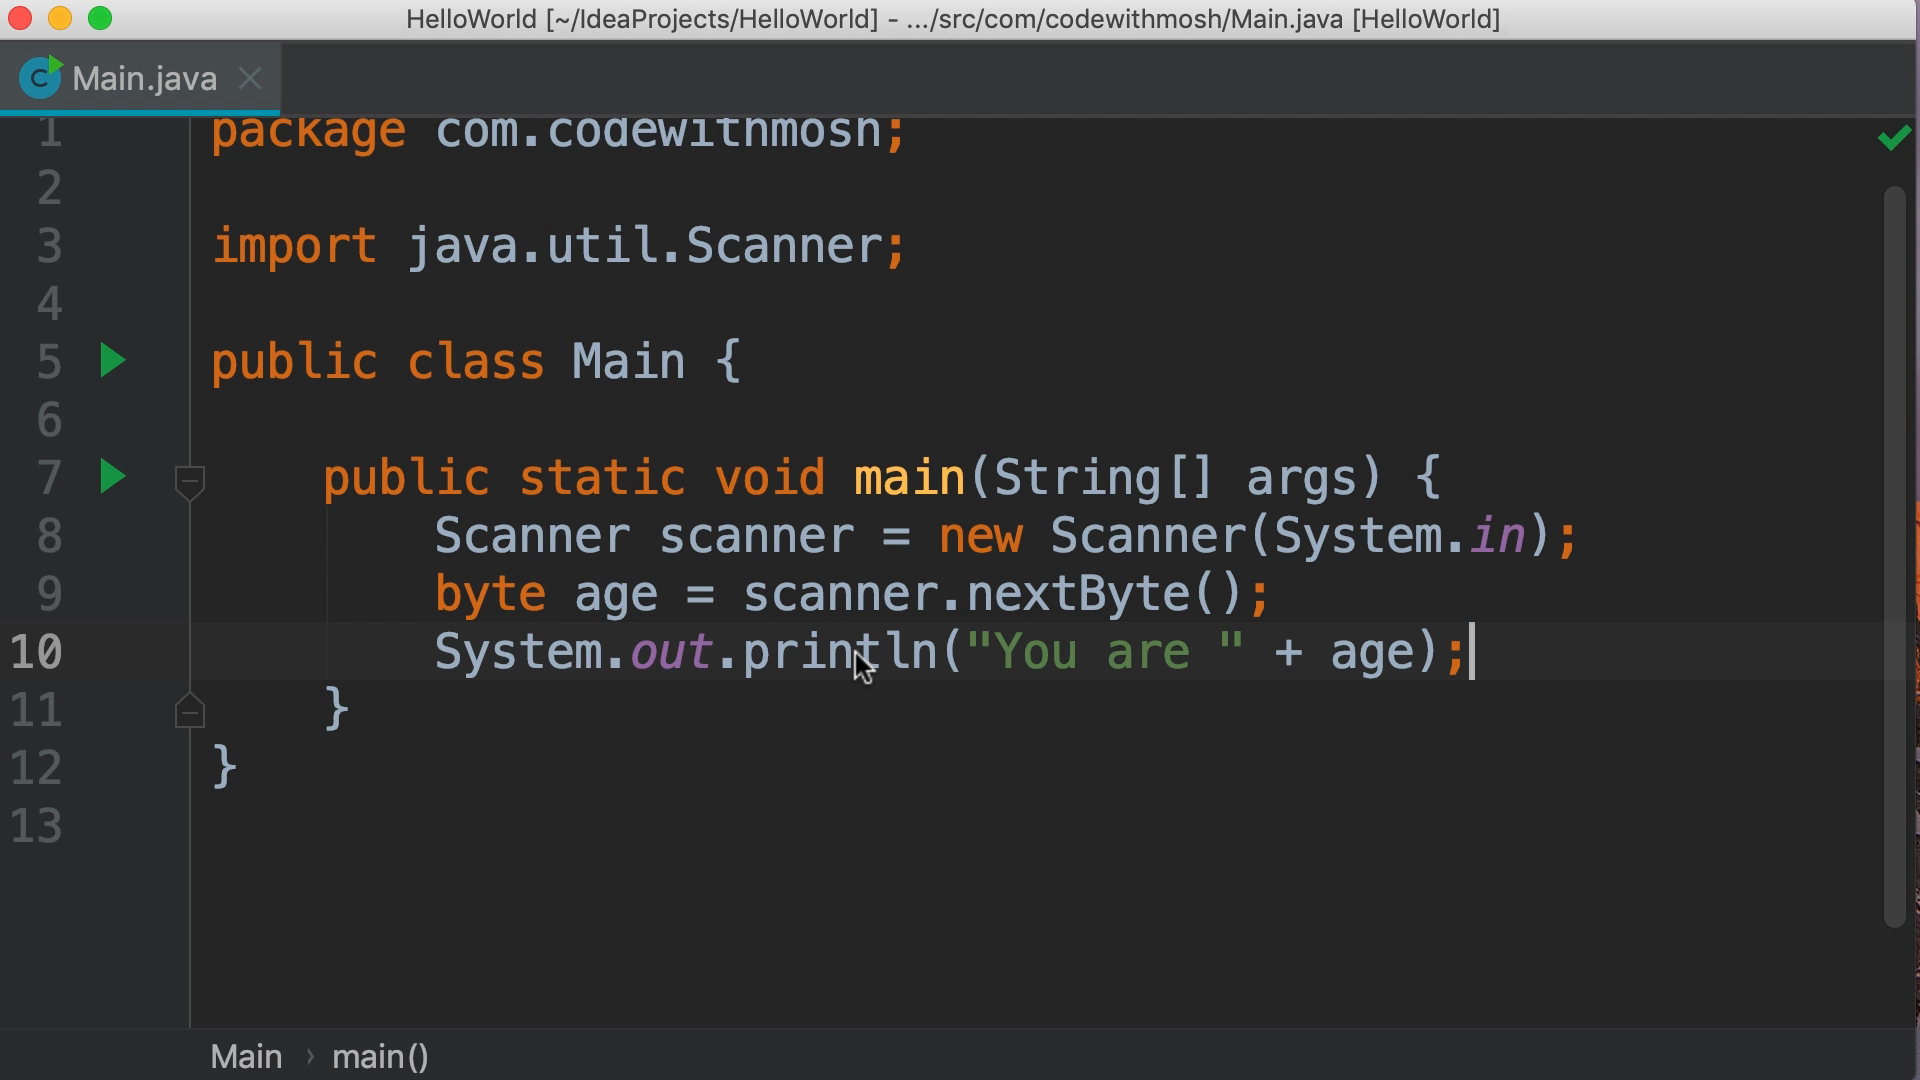 HelloWorld [~/IdeaProjects/HelloWorld] - .../src/com/codewithmosh/Main.java [HelloWorld]
C Main.java
1 package com.codewithmosh;
2
3 import java.util.Scanner;
4
5 public class Main {
6
7 public static void main(String[] args) {
8 Scanner scanner = new Scanner(System.in);
9 byte age = scanner.nextByte();
10 System.out.println("You are " + age);
11 }
12 }
13
Main › main()